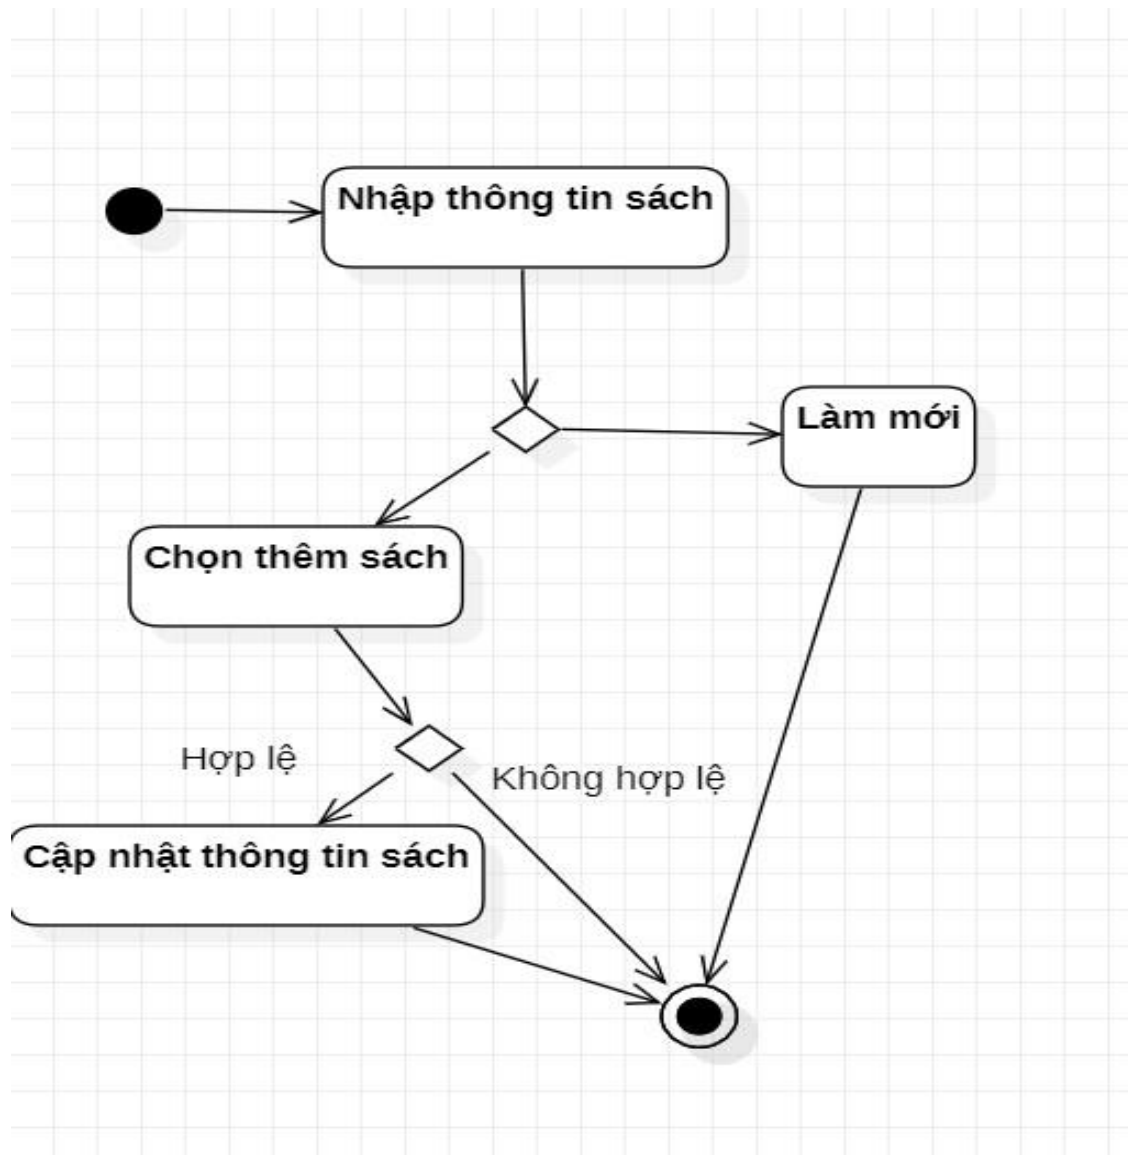 Nhập thông tin sách
Làm mới
Chọn thêm sách
Hợp lệ
Không hợp lệ
Cập nhật thông tin sách